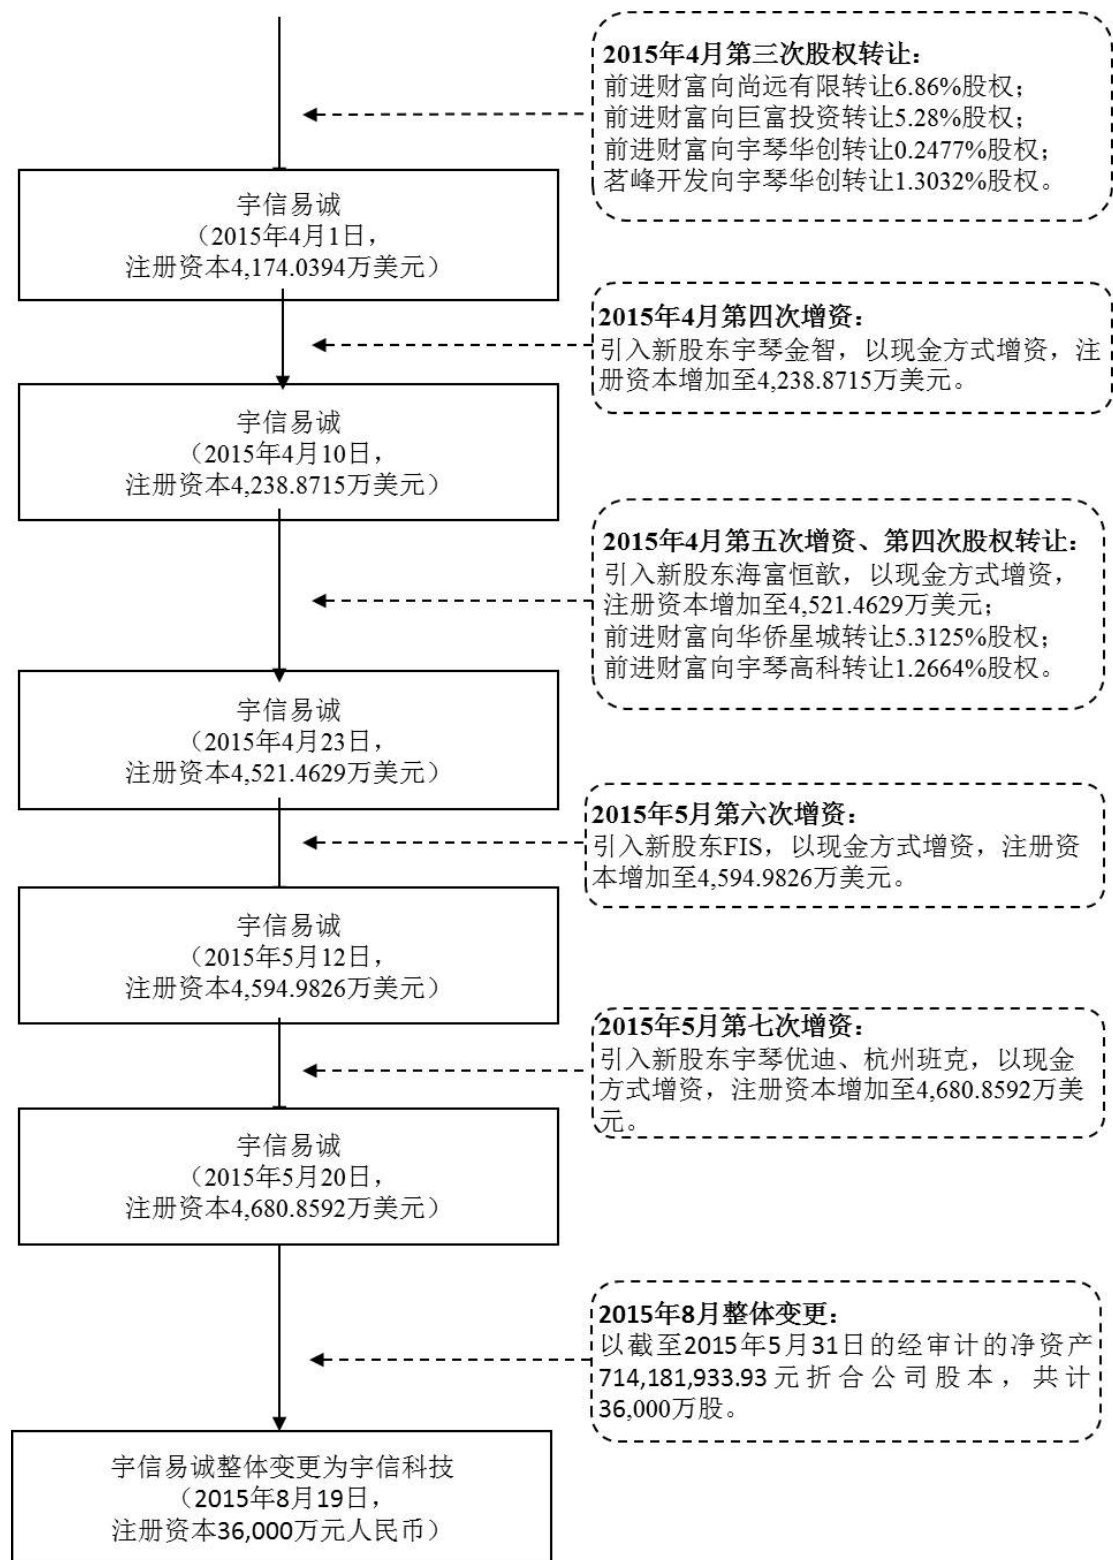 2015年4月第三次股权转让：
前进财富向尚远有限转让6.86%股权；
前进财富向巨富投资转让5.28%股权；
前进财富向宇琴华创转让0.2477%股权；
茗峰开发向宇琴华创转让1.3032%股权。
宇信易诚
（2015年4月1日，
注册资本4,174.0394万美元）
2015年4月第四次增资：
引入新股东宇琴金智，以现金方式增资，注
册资本增加至4,238.8715万美元。
宇信易诚
（2015年4月10日，
注册资本4,238.8715万美元）
2015年4月第五次增资、第四次股权转让：
引入新股东海富恒歆，以现金方式增资，
注册资本增加至4,521.4629万美元；
前进财富向华侨星城转让5.3125%股权；
前进财富向宇琴高科转让1.2664%股权。
宇信易诚
（2015年4月23日，
注册资本4,521.4629万美元）
2015年5月第六次增资：
引入新股东FIS，以现金方式增资，注册资
本增加至4,594.9826万美元。
宇信易诚
（2015年5月12日，
注册资本4,594.9826万美元）
2015年5月第七次增资：
引入新股东宇琴优迪、杭州班克，以现金
方式增资，注册资本增加至4,680.8592万美
元。
宇信易诚
（2015年5月20日，
注册资本4,680.8592万美元）
2015年8月整体变更：
以截至2015年5月31日的经审计的净资产
714,181,933.93元折合公司股本，共计
36,000万股。
宇信易诚整体变更为宇信科技
（2015年8月19日，
注册资本36,000万元人民币）